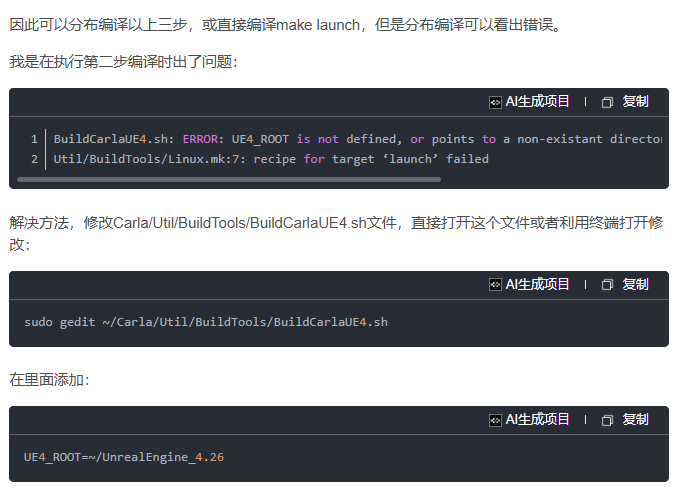 因此可以分布编译以上三步，或直接编译make launch，但是分布编译可以看出错误。
我是在执行第二步编译时出了问题：
AI生成项目 | 复制
1 BuildCarlaUE4.sh: ERROR: UE4_ROOT is not defined, or points to a non-existant director
2 Util/BuildTools/Linux.mk:7: recipe for target ‘launch’ failed
解决方法，修改Carla/Util/BuildTools/BuildCarlaUE4.sh文件，直接打开这个文件或者利用终端打开修
改：
AI生成项目 | 复制
sudo gedit ~/Carla/Util/BuildTools/BuildCarlaUE4.sh
在里面添加：
AI生成项目 | 复制
UE4_ROOT=~/UnrealEngine_4.26